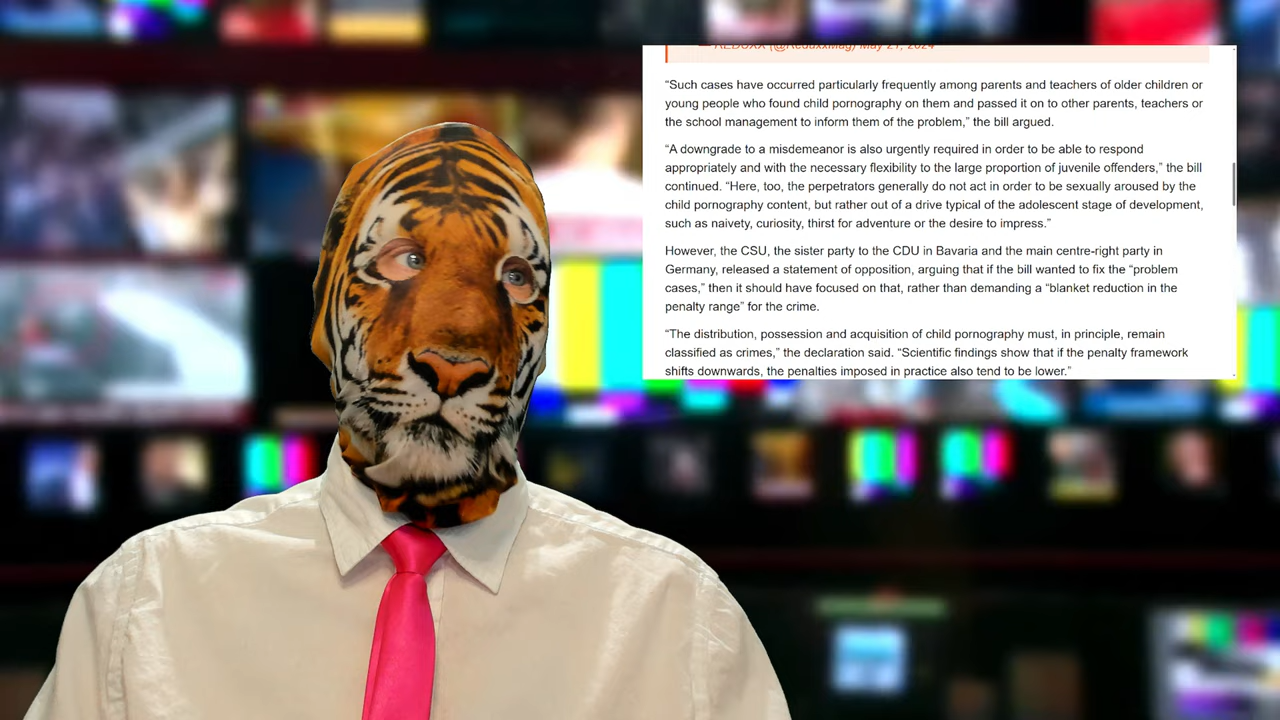 — REDUXX (@ReduxxMag) May 21, 2024
“Such cases have occurred particularly frequently among parents and teachers of older children or
young people who found child pornography on them and passed it on to other parents, teachers or
the school management to inform them of the problem,” the bill argued.
“A downgrade to a misdemeanor is also urgently required in order to be able to respond
appropriately and with the necessary flexibility to the large proportion of juvenile offenders,” the bill
continued. “Here, too, the perpetrators generally do not act in order to be sexually aroused by the
child pornography content, but rather out of a drive typical of the adolescent stage of development,
such as naivety, curiosity, thirst for adventure or the desire to impress.”
However, the CSU, the sister party to the CDU in Bavaria and the main centre-right party in
Germany, released a statement of opposition, arguing that if the bill wanted to fix the “problem
cases,” then it should have focused on that, rather than demanding a “blanket reduction in the
penalty range” for the crime.
“The distribution, possession and acquisition of child pornography must, in principle, remain
classified as crimes,” the declaration said. “Scientific findings show that if the penalty framework
shifts downwards, the penalties imposed in practice also tend to be lower.”